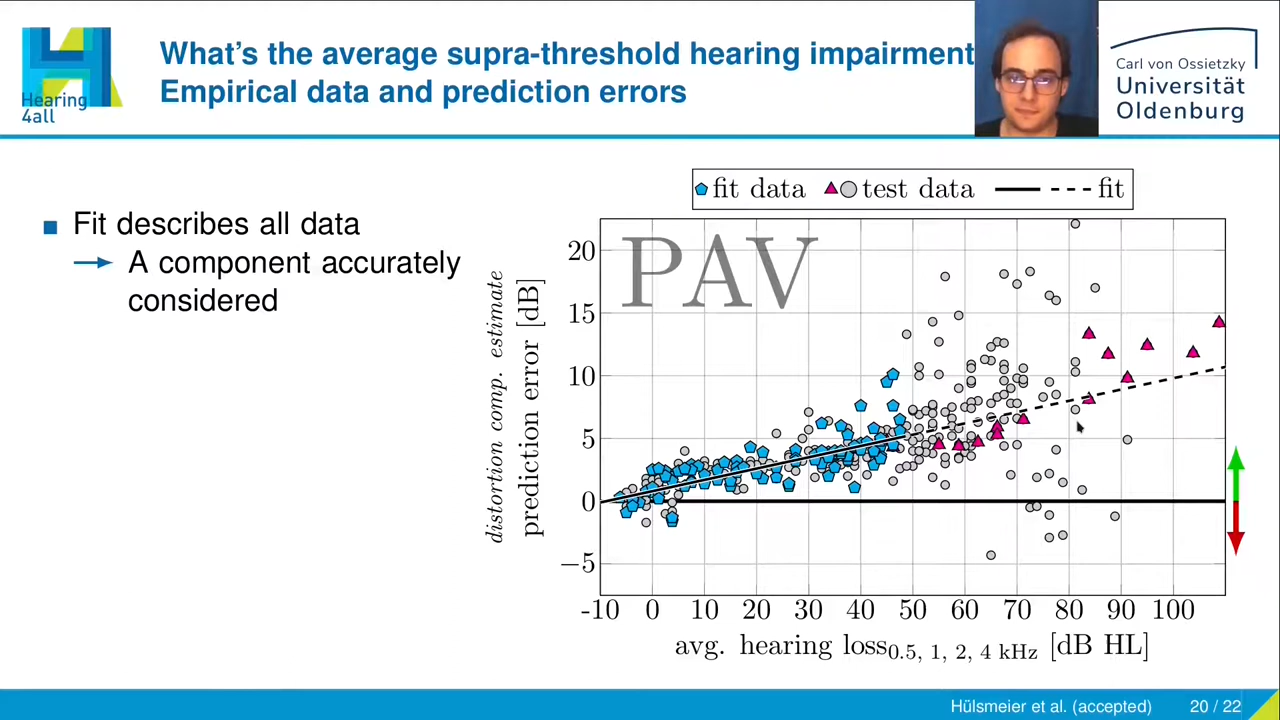 What's the average supra-threshold hearing impairment
Empirical data and prediction errors
Hearing
4all
Carl von Ossietzky
Universität
Oldenburg
Fit describes all data
A component accurately
considered
fit data test data fit
PAV
distortion comp. estimate
prediction error [dB]
20
15
10
5
0
−5
-10 0 10 20 30 40 50 60 70 80 90 100
avg. hearing loss0.5, 1, 2, 4 kHz [dB HL]
Hülsmeier et al. (accepted) 20 / 22